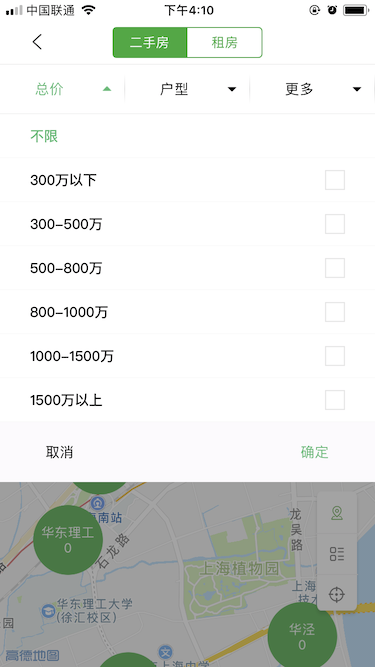 中国联通
下午4:10
二手房
租房
总价
户型
更多
不限
300万以下
300-500万
500-800万
800-1000万
1000-1500万
1500万以上
取消
确定
南站
华东理工
0
石龙路
龙吴路
上海植物园
上海
技术
华东理工大学
(徐汇校区)
园
华泾
0
高德地图
上海中学